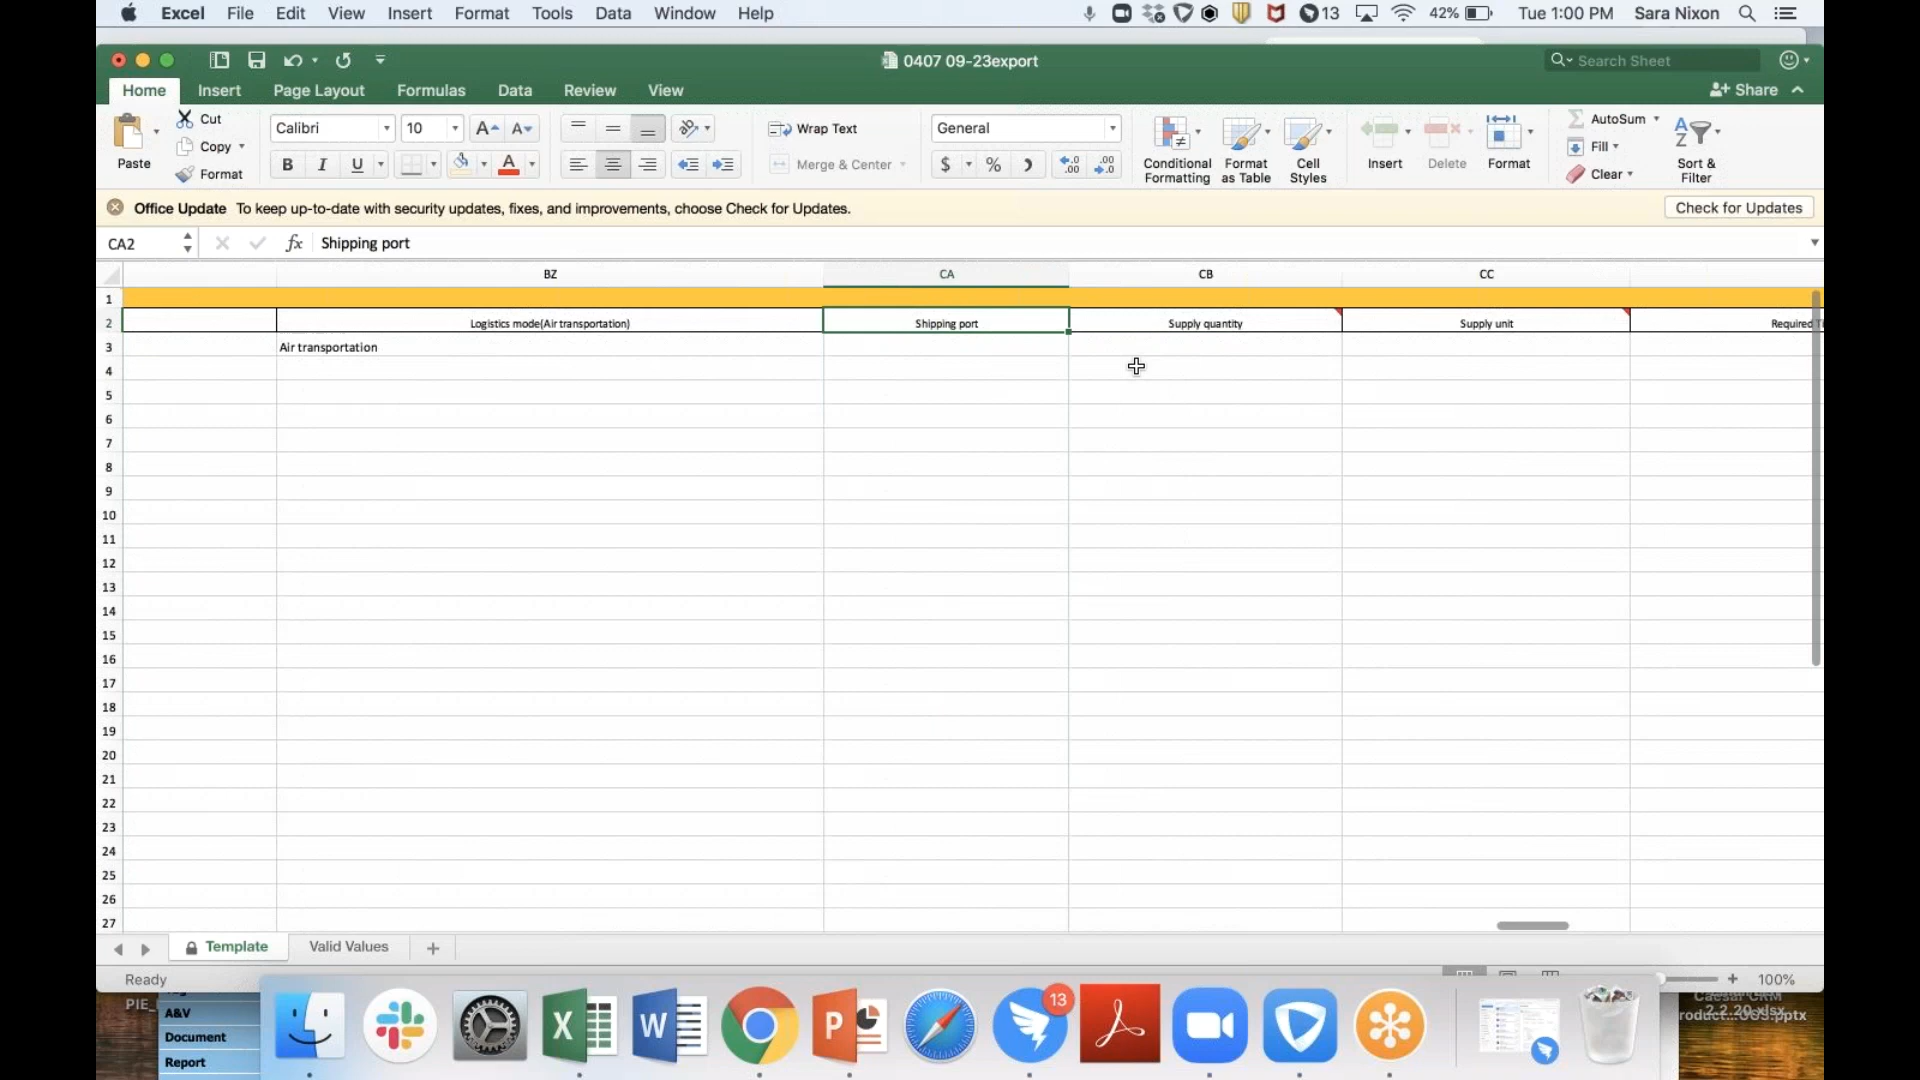 Excel File Edit View Insert Format Tools Data Window Help 13 42% Tue 1:00 PM Sara Nixon
0407 09-23export Search Sheet
Home Insert Page Layout Formulas Data Review View Share
Cut Calibri 10 Wrap Text General AutoSum
Paste Copy Conditional Formatting Format as Table Cell Styles Insert Delete Format Fill Sort & Filter
Format B I U A Merge & Center $ % Clear
Office Update To keep up-to-date with security updates, fixes, and improvements, choose Check for Updates. Check for Updates
CA2 fx Shipping port
BZ CA CB CC
1
2 Logistics mode(Air transportation) Shipping port Supply quantity Supply unit Required
3 Air transportation
4
5
6
7
8
9
10
11
12
13
14
15
16
17
18
19
20
21
22
23
24
25
26
27
Template Valid Values
Ready 100%
PIE_
A&V
Document
Report
13
Caesar CRM
2.2.20.xlsx